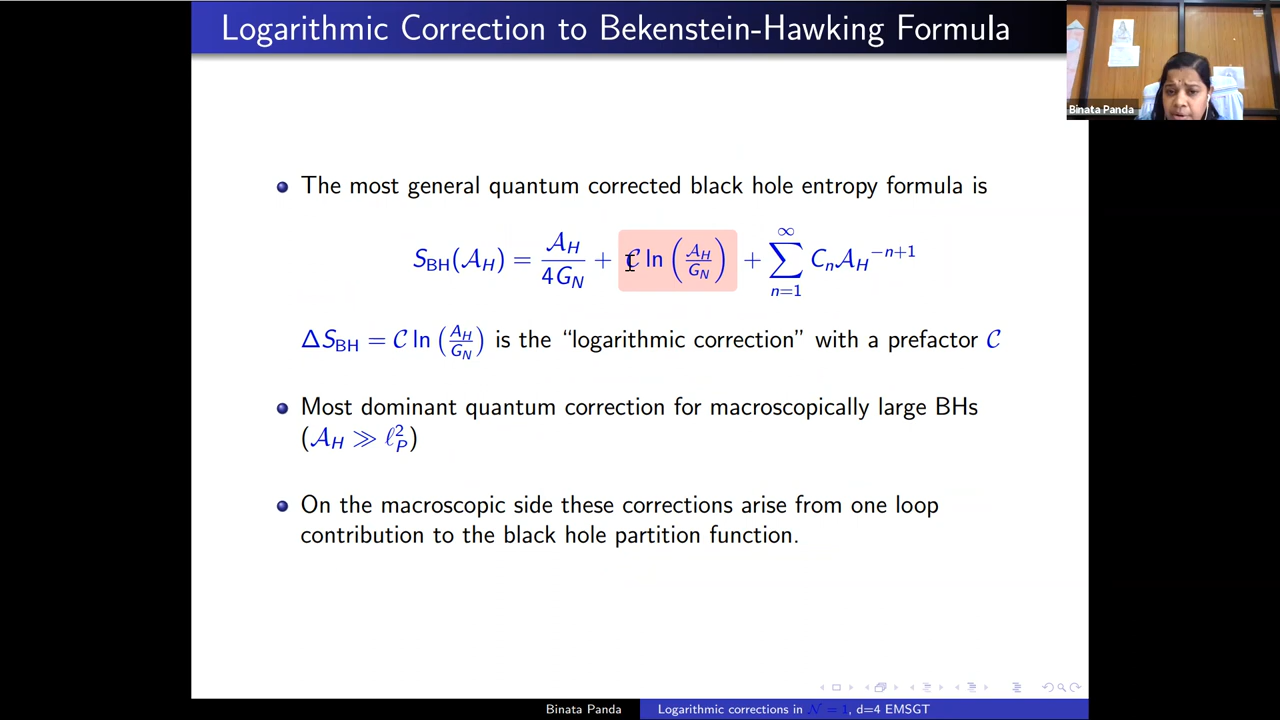 Logarithmic Correction to Bekenstein-Hawking Formula
Binata Panda
The most general quantum corrected black hole entropy formula is
S_BH(𝒜_H) = 𝒜_H/4G_N + 𝒞 ln(𝒜_H/G_N) + ∑_{n=1}^{∞} C_n𝒜_H^{−n+1}
ΔS_BH = 𝒞 ln(A_H/G_N) is the “logarithmic correction” with a prefactor 𝒞
Most dominant quantum correction for macroscopically large BHs
(𝒜_H ≫ ℓ_P^2)
On the macroscopic side these corrections arise from one loop
contribution to the black hole partition function.
Binata Panda Logarithmic corrections in 𝒩 = 1, d=4 EMSGT